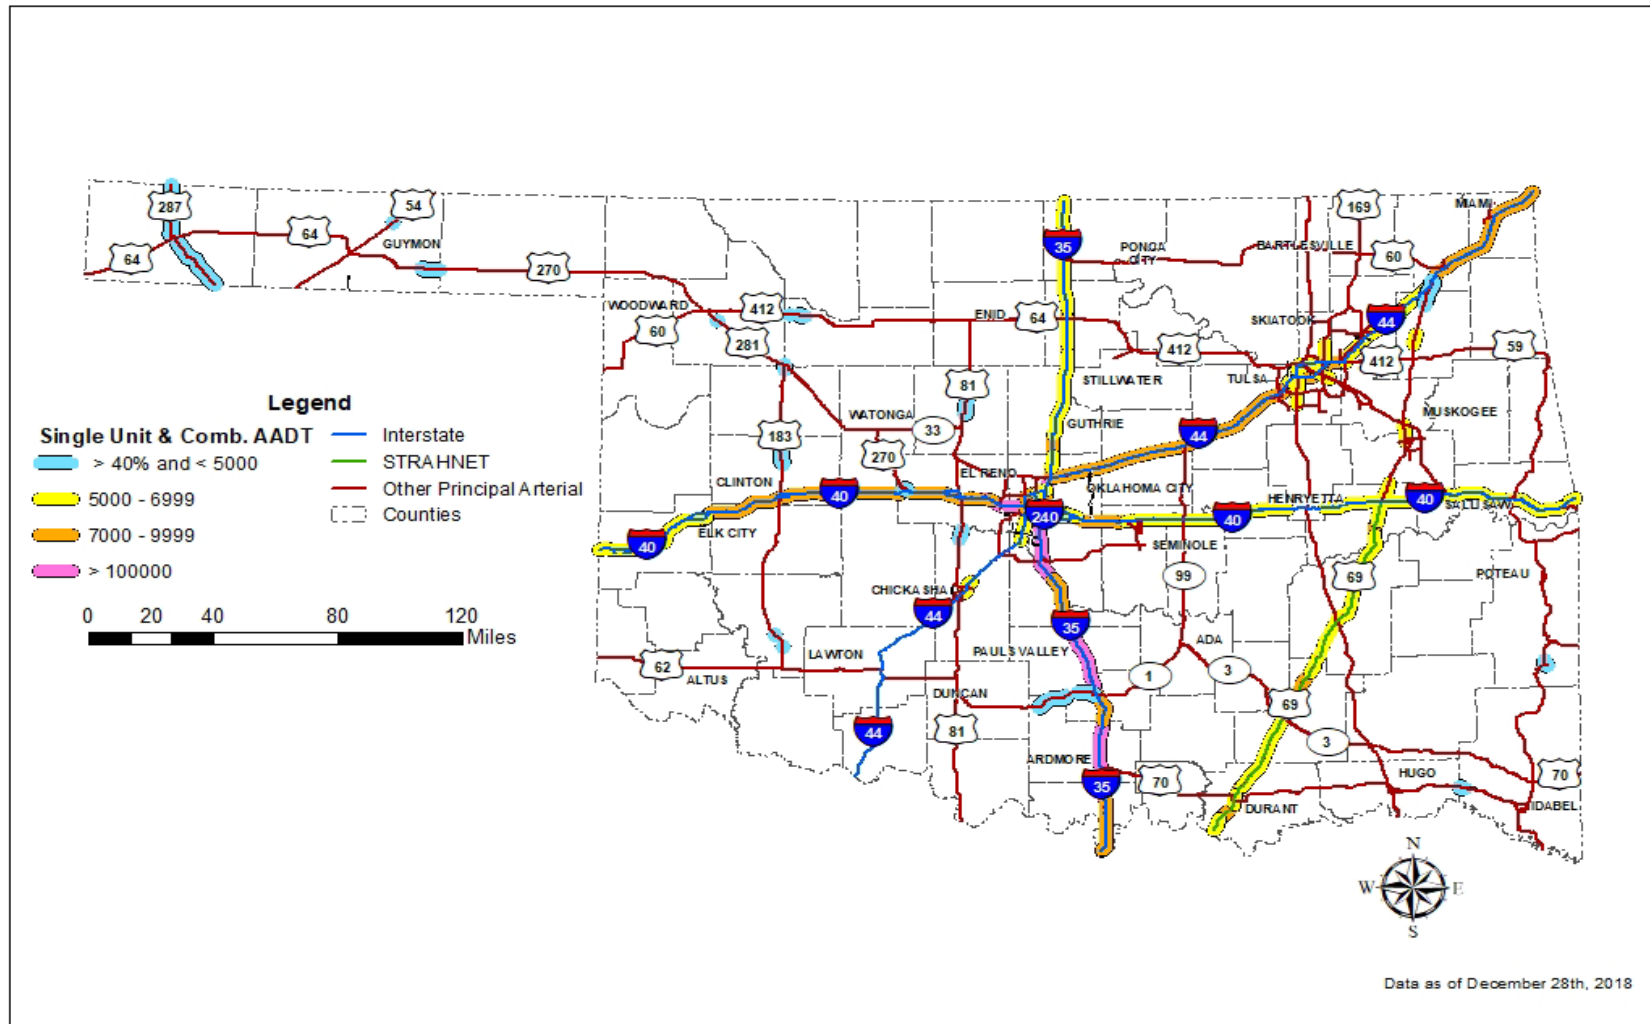 287
54
64
64
GUYMON
270
WOODWARD
412
60
281
ENID
64
35
PONCA
CITY
BARTLESVILLE
169
60
MIAMI
SKIATOOK
44
412
412
59
TULSA
STILLWATER
81
WATONGA
33
GUTHRIE
44
MUSKOGEE
183
270
EL RENO
OKLAHOMA CITY
CLINTON
40
40
ELK CITY
240
40
HENRYETTA
40
SALLISAW
SEMINOLE
99
69
POTEAU
CHICKASHA
44
35
PAULS VALLEY
ADA
LAWTON
62
ALTUS
1
3
DUNCAN
69
44
81
3
ARDMORE
35
70
HUGO
70
DURANT
IDABEL
Legend
Single Unit & Comb. AADT
> 40% and < 5000
5000 - 6999
7000 - 9999
> 100000
Interstate
STRAHNET
Other Principal Arterial
Counties
0 20 40 80 120
Miles
N
W E
S
Data as of December 28th, 2018